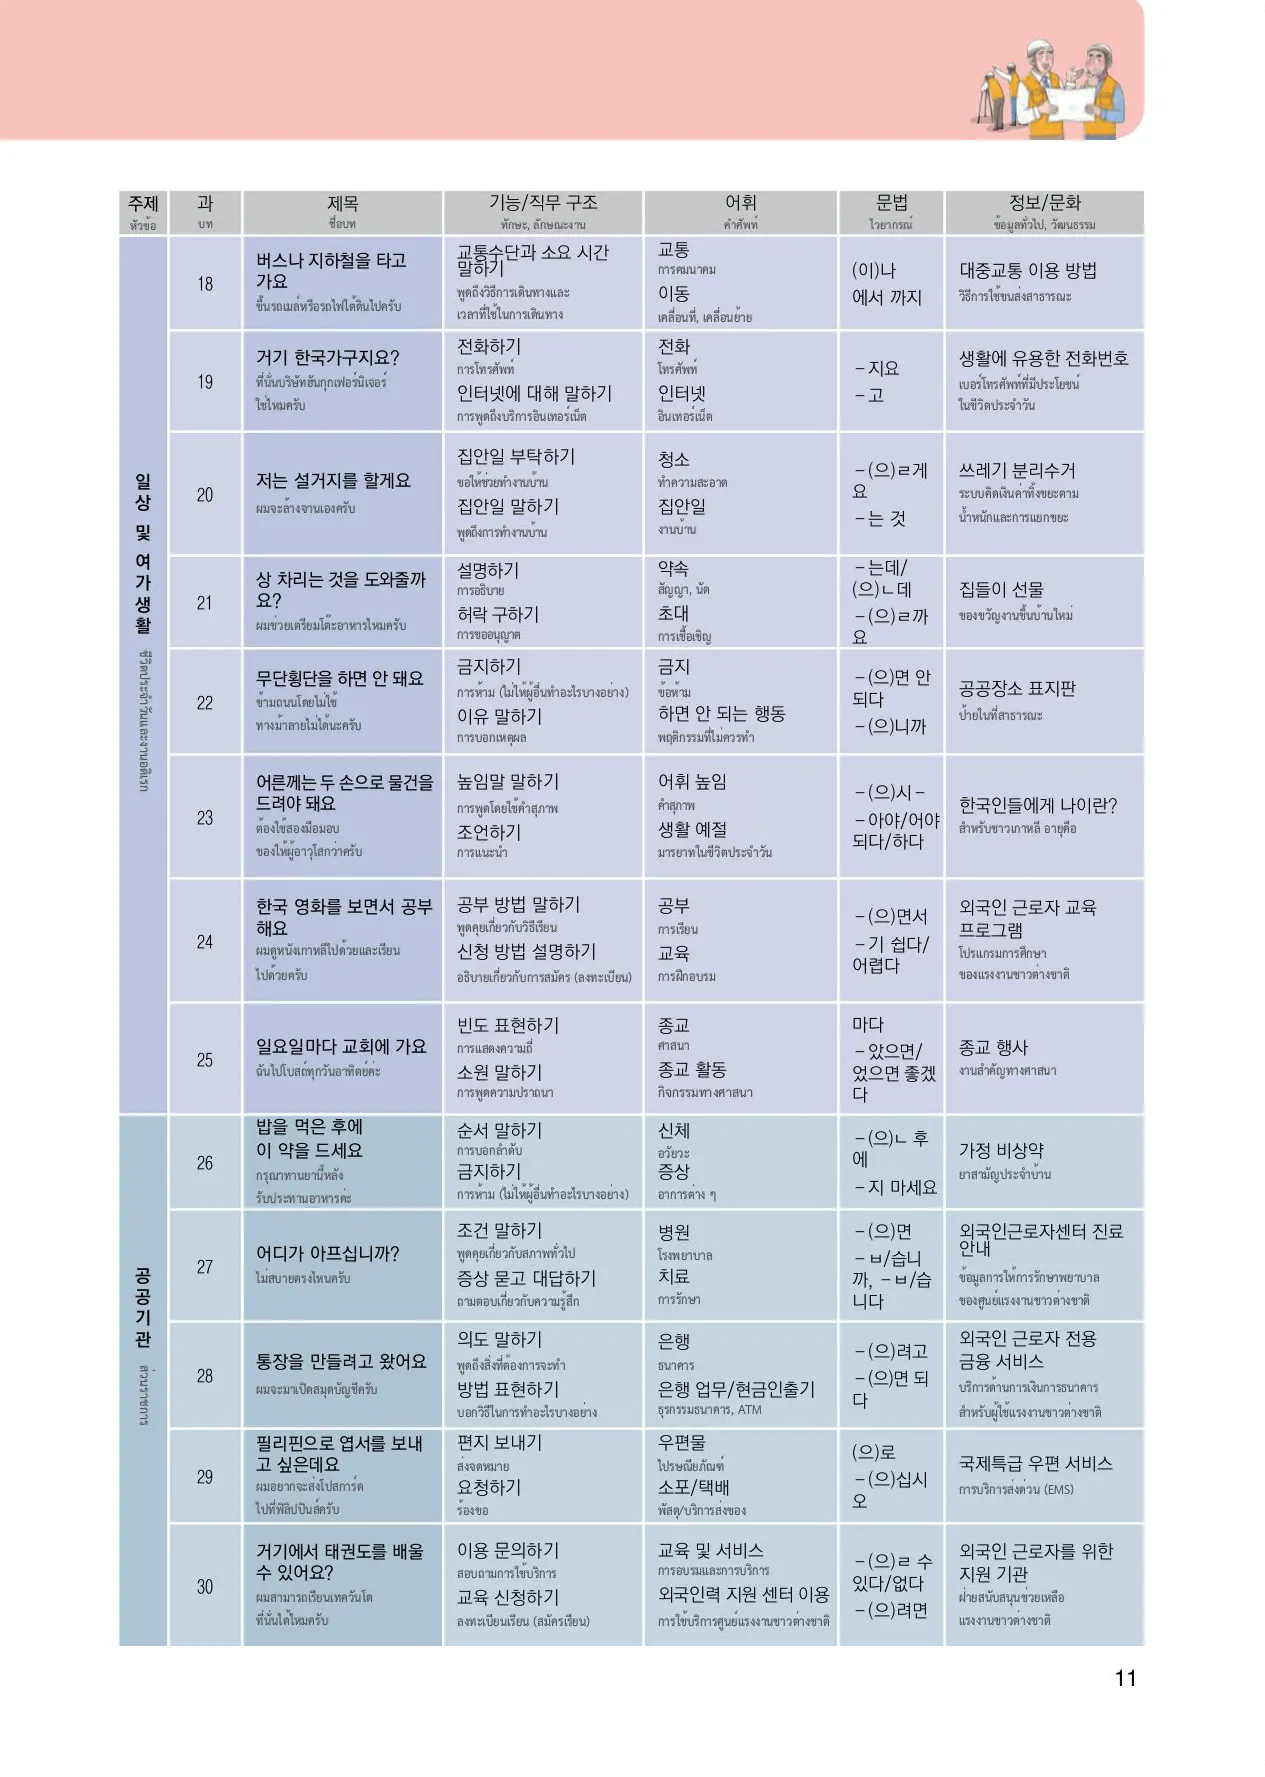 주제
หัวข้อ
과
บท
제목
ชื่อบท
기능/직무 구조
ทักษะ, ลักษณะงาน
어휘
คำศัพท์
문법
ไวยากรณ์
정보/문화
ข้อมูลทั่วไป, วัฒนธรรม
일상 및 여가생활
ชีวิตประจำวันและงานอดิเรก
18
버스나 지하철을 타고
가요
ขึ้นรถเมล์หรือรถไฟใต้ดินไปครับ
교통수단과 소요 시간
말하기
พูดถึงวิธีการเดินทางและ
เวลาที่ใช้ในการเดินทาง
교통
การคมนาคม
이동
เคลื่อนที่, เคลื่อนย้าย
(이)나
에서 까지
대중교통 이용 방법
วิธีการใช้ขนส่งสาธารณะ
19
거기 한국가구지요?
ที่นั่นบริษัทฮันกุกเฟอร์นิเจอร์
ใช่ไหมครับ
전화하기
การโทรศัพท์
인터넷에 대해 말하기
การพูดถึงบริการอินเทอร์เน็ต
전화
โทรศัพท์
인터넷
อินเทอร์เน็ต
–지요
–고
생활에 유용한 전화번호
เบอร์โทรศัพท์ที่มีประโยชน์
ในชีวิตประจำวัน
20
저는 설거지를 할게요
ผมจะล้างจานเองครับ
집안일 부탁하기
ขอให้ช่วยทำงานบ้าน
집안일 말하기
พูดถึงการทำงานบ้าน
청소
ทำความสะอาด
집안일
งานบ้าน
–(으)ㄹ게
요
–는 것
쓰레기 분리수거
ระบบคิดเงินค่าทิ้งขยะตาม
น้ำหนักและการแยกขยะ
21
상 차리는 것을 도와줄까
요?
ผมช่วยเตรียมโต๊ะอาหารไหมครับ
설명하기
การอธิบาย
허락 구하기
การขออนุญาต
약속
สัญญา, นัด
초대
การเชื้อเชิญ
–는데/
(으)ㄴ데
–(으)ㄹ까
요
집들이 선물
ของขวัญงานขึ้นบ้านใหม่
22
무단횡단을 하면 안 돼요
ข้ามถนนโดยไม่ใช้
ทางม้าลายไม่ได้นะครับ
금지하기
การห้าม (ไม่ให้ผู้อื่นทำอะไรบางอย่าง)
이유 말하기
การบอกเหตุผล
금지
ข้อห้าม
하면 안 되는 행동
พฤติกรรมที่ไม่ควรทำ
–(으)면 안
되다
–(으)니까
공공장소 표지판
ป้ายในที่สาธารณะ
23
어른께는 두 손으로 물건을
드려야 돼요
ต้องใช้สองมือมอบ
ของให้ผู้อาวุโสกว่าครับ
높임말 말하기
การพูดโดยใช้คำสุภาพ
조언하기
การแนะนำ
어휘 높임
คำสุภาพ
생활 예절
มารยาทในชีวิตประจำวัน
–(으)시–
–아야/어야
되다/하다
한국인들에게 나이란?
สำหรับชาวเกาหลี อายุคือ
24
한국 영화를 보면서 공부
해요
ผมดูหนังเกาหลีไปด้วยและเรียน
ไปด้วยครับ
공부 방법 말하기
พูดคุยเกี่ยวกับวิธีเรียน
신청 방법 설명하기
อธิบายเกี่ยวกับการสมัคร (ลงทะเบียน)
공부
การเรียน
교육
การฝึกอบรม
–(으)면서
–기 쉽다/
어렵다
외국인 근로자 교육
프로그램
โปรแกรมการศึกษา
ของแรงงานชาวต่างชาติ
25
일요일마다 교회에 가요
ฉันไปโบสถ์ทุกวันอาทิตย์ค่ะ
빈도 표현하기
การแสดงความถี่
소원 말하기
การพูดความปราถนา
종교
ศาสนา
종교 활동
กิจกรรมทางศาสนา
마다
–았으면/
었으면 좋겠
다
종교 행사
งานสำคัญทางศาสนา
공공기관
ส่วนราชการ
26
밥을 먹은 후에
이 약을 드세요
กรุณาทานยานี้หลัง
รับประทานอาหารค่ะ
순서 말하기
การบอกลำดับ
금지하기
การห้าม (ไม่ให้ผู้อื่นทำอะไรบางอย่าง)
신체
อวัยวะ
증상
อาการต่าง ๆ
–(으)ㄴ 후
에
–지 마세요
가정 비상약
ยาสามัญประจำบ้าน
27
어디가 아프십니까?
ไม่สบายตรงไหนครับ
조건 말하기
พูดคุยเกี่ยวกับสภาพทั่วไป
증상 묻고 대답하기
ถามตอบเกี่ยวกับความรู้สึก
병원
โรงพยาบาล
치료
การรักษา
–(으)면
–ㅂ/습니
까, –ㅂ/습
니다
외국인근로자센터 진료
안내
ข้อมูลการให้การรักษาพยาบาล
ของศูนย์แรงงานชาวต่างชาติ
28
통장을 만들려고 왔어요
ผมจะมาเปิดสมุดบัญชีครับ
의도 말하기
พูดถึงสิ่งที่ต้องการจะทำ
방법 표현하기
บอกวิธีในการทำอะไรบางอย่าง
은행
ธนาคาร
은행 업무/현금인출기
ธุรกรรมธนาคาร, ATM
–(으)려고
–(으)면 되
다
외국인 근로자 전용
금융 서비스
บริการด้านการเงินการธนาคาร
สำหรับผู้ใช้แรงงานชาวต่างชาติ
29
필리핀으로 엽서를 보내
고 싶은데요
ผมอยากจะส่งโปสการ์ด
ไปที่ฟิลิปปินส์ครับ
편지 보내기
ส่งจดหมาย
요청하기
ร้องขอ
우편물
ไปรษณียภัณฑ์
소포/택배
พัสดุ/บริการส่งของ
(으)로
–(으)십시
오
국제특급 우편 서비스
การบริการส่งด่วน (EMS)
30
거기에서 태권도를 배울
수 있어요?
ผมสามารถเรียนเทควันโด
ที่นั่นได้ไหมครับ
이용 문의하기
สอบถามการใช้บริการ
교육 신청하기
ลงทะเบียนเรียน (สมัครเรียน)
교육 및 서비스
การอบรมและการบริการ
외국인력 지원 센터 이용
การใช้บริการศูนย์แรงงานชาวต่างชาติ
–(으)ㄹ 수
있다/없다
–(으)려면
외국인 근로자를 위한
지원 기관
ฝ่ายสนับสนุนช่วยเหลือ
แรงงานชาวต่างชาติ
11